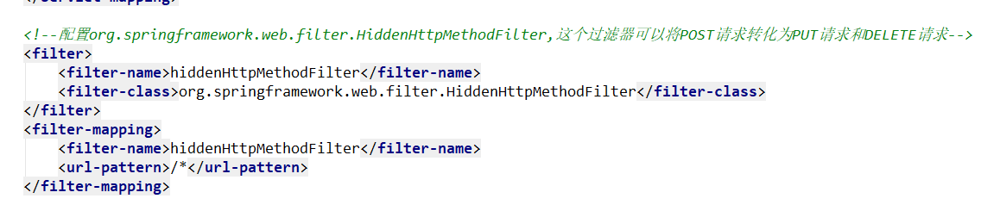 </servlet-mapping>
<!--配置org.springframework.web.filter.HiddenHttpMethodFilter,这个过滤器可以将POST请求转化为PUT请求和DELETE请求-->
<filter>
<filter-name>hiddenHttpMethodFilter</filter-name>
<filter-class>org.springframework.web.filter.HiddenHttpMethodFilter</filter-class>
</filter>
<filter-mapping>
<filter-name>hiddenHttpMethodFilter</filter-name>
<url-pattern>/*</url-pattern>
</filter-mapping>